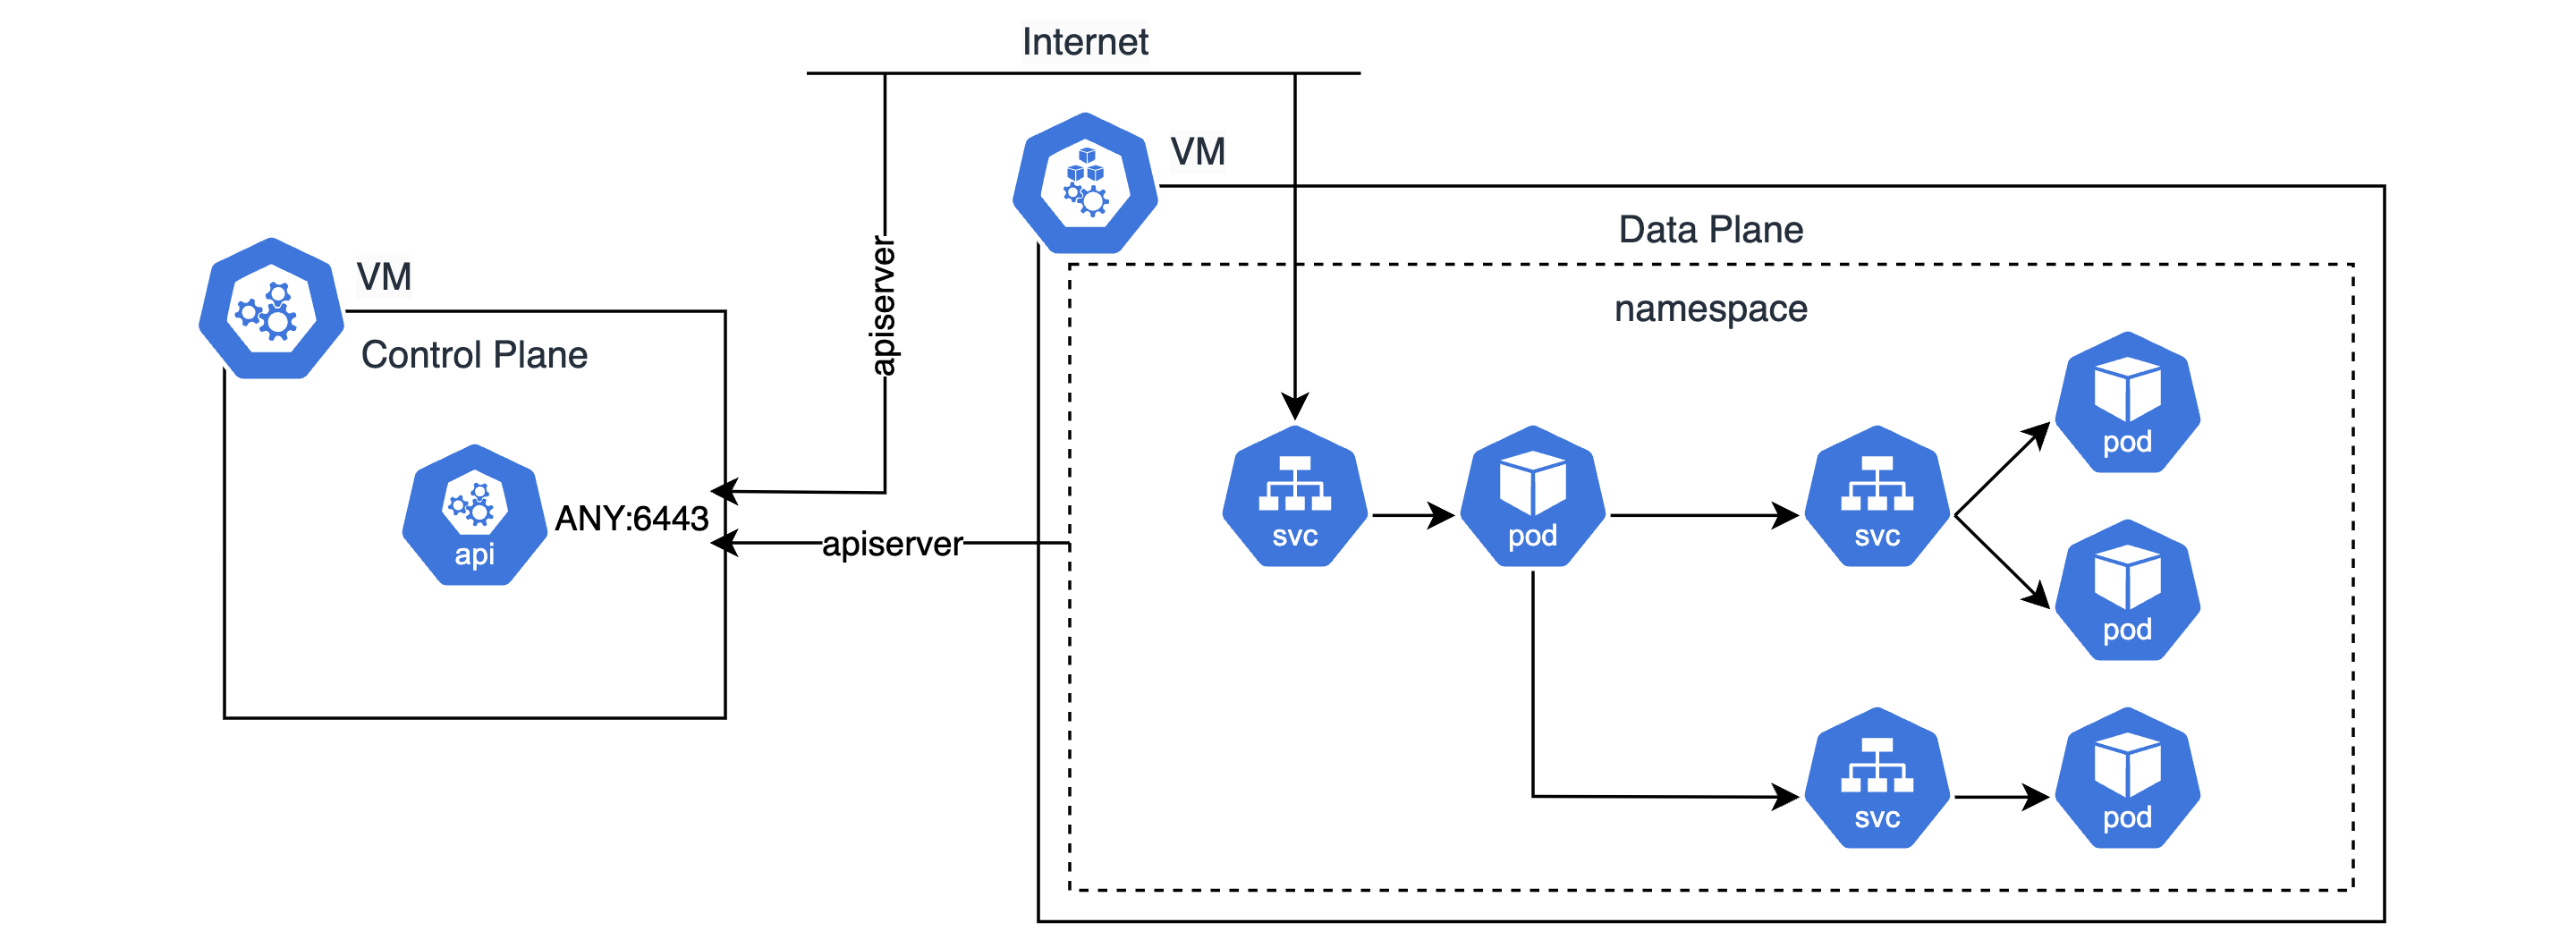 Internet
VM
Data Plane
namespace
VM
Control Plane
apiserver
api
ANY:6443
apiserver
svc
pod
svc
pod
pod
svc
pod